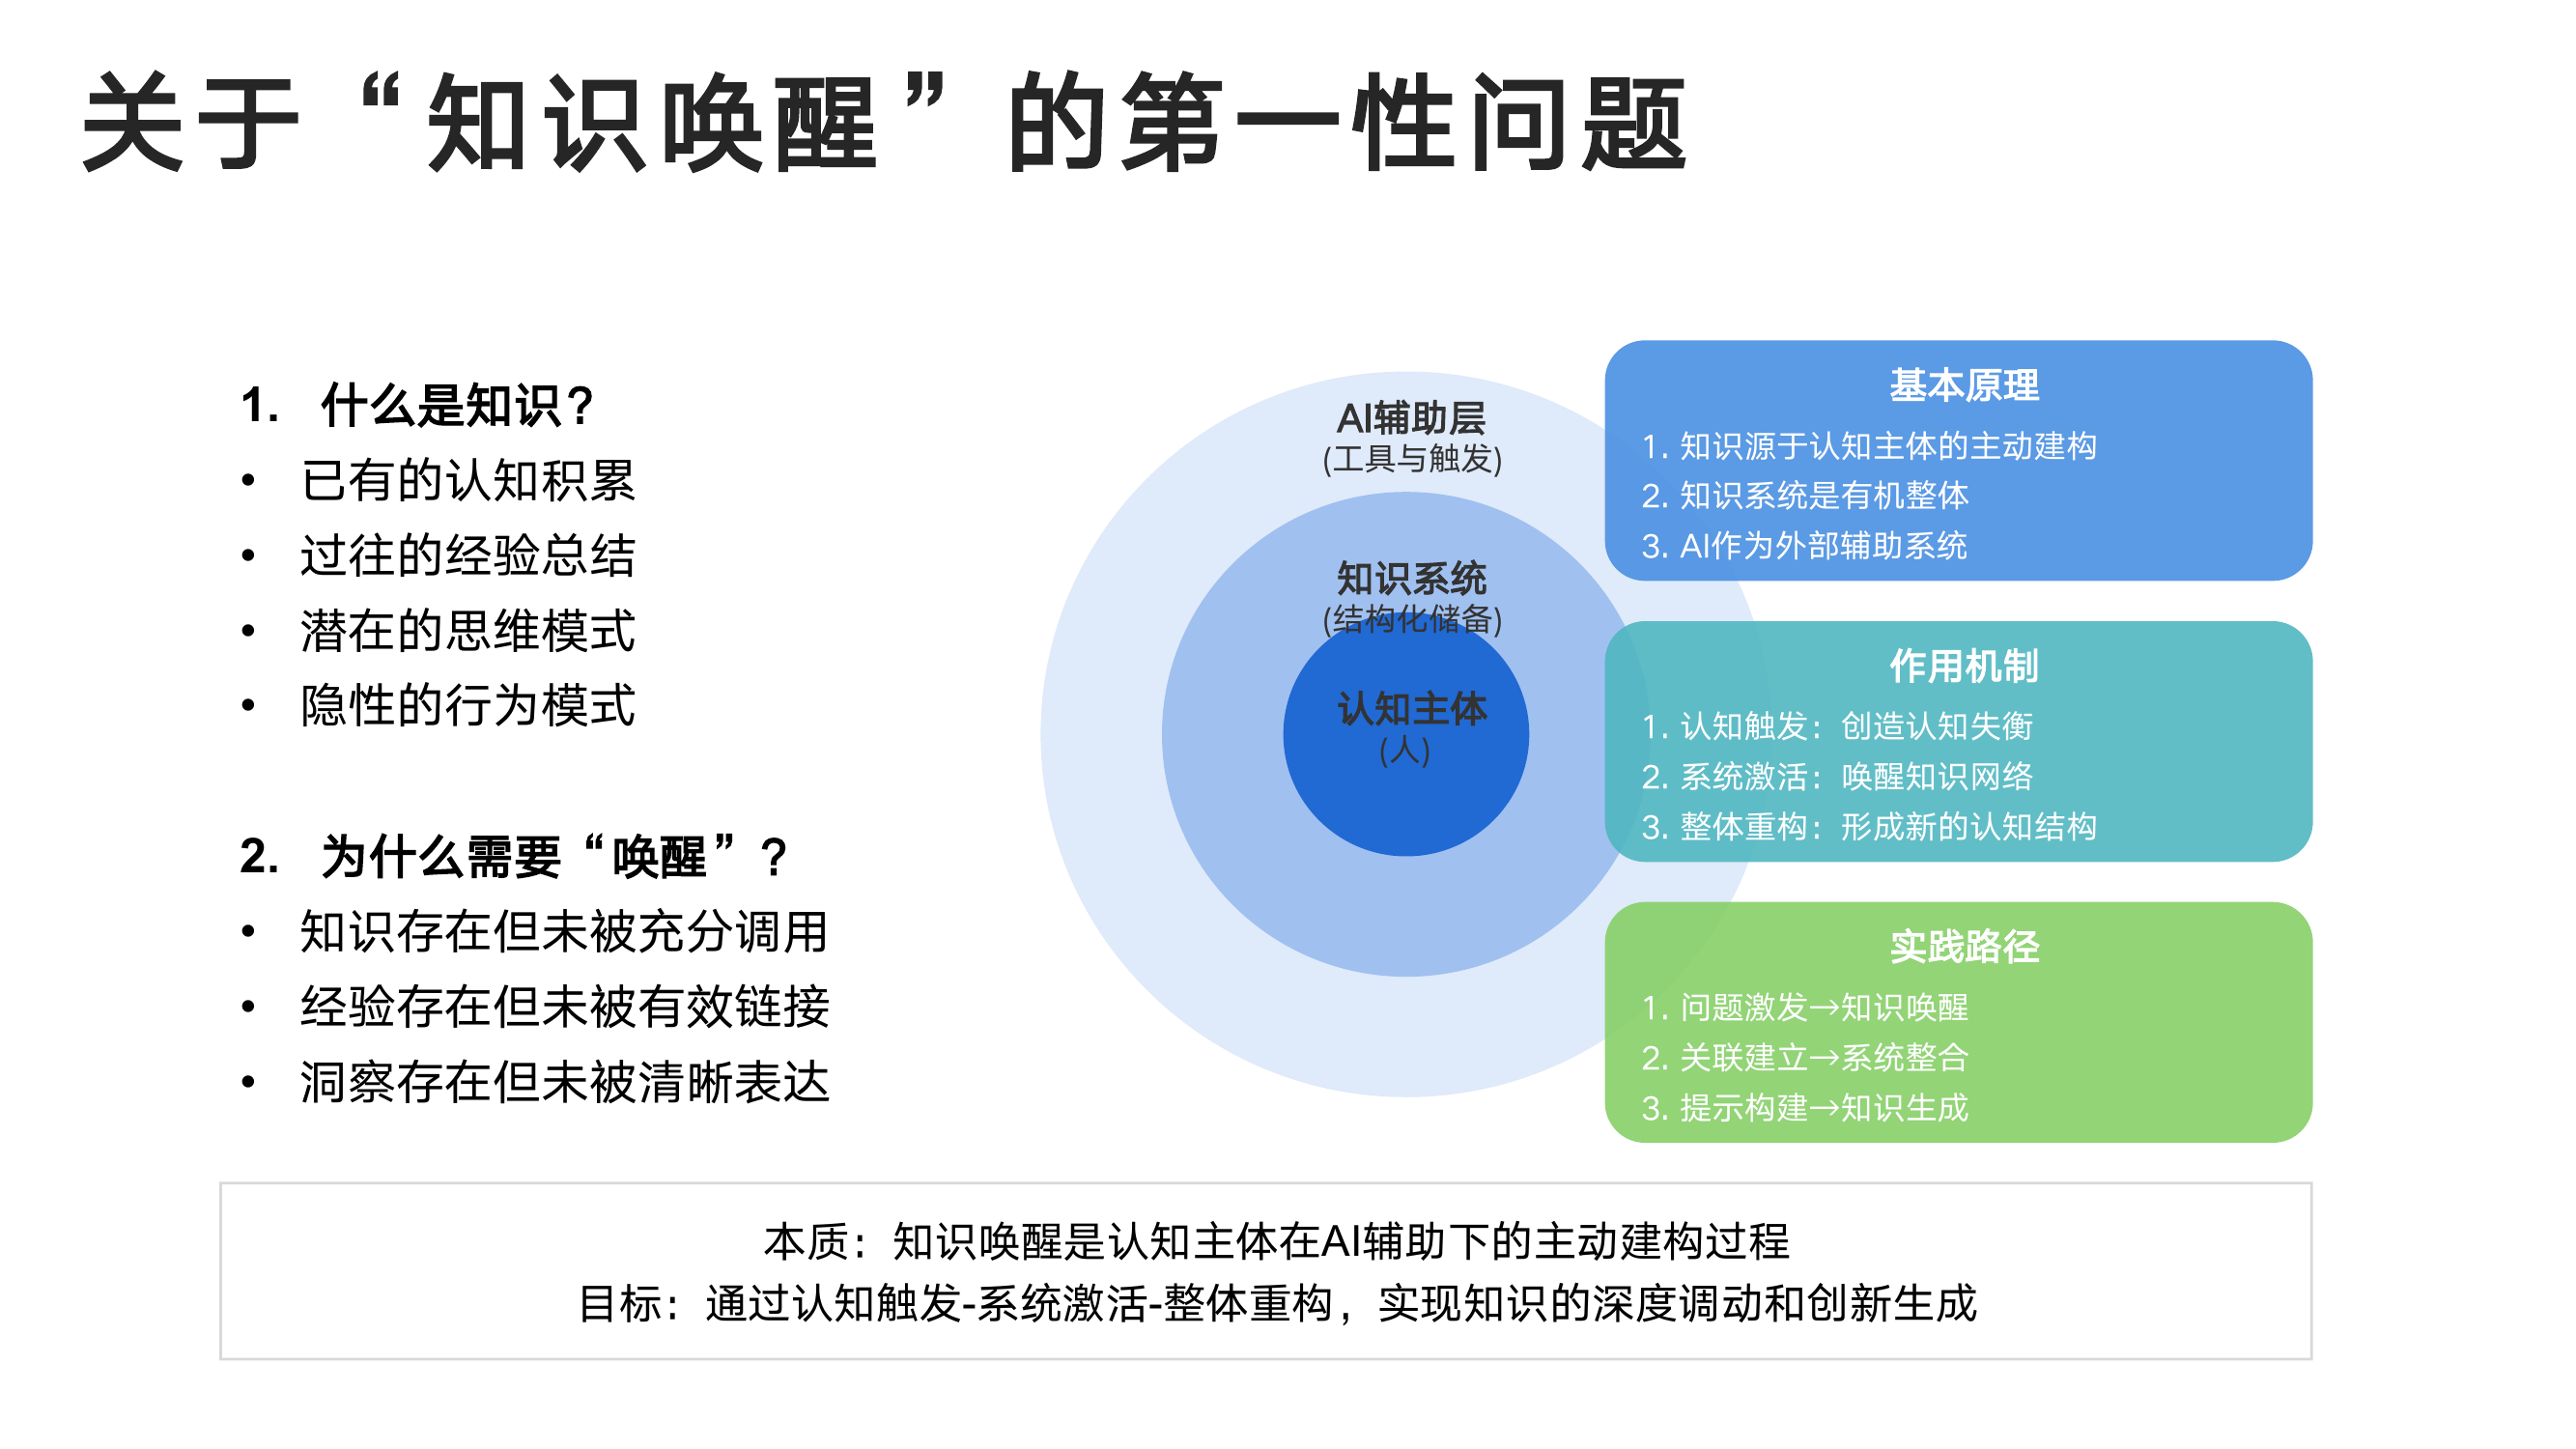 关于“知识唤醒”的第一性问题
1. 什么是知识？
• 已有的认知积累
• 过往的经验总结
• 潜在的思维模式
• 隐性的行为模式
2. 为什么需要“唤醒”？
• 知识存在但未被充分调用
• 经验存在但未被有效链接
• 洞察存在但未被清晰表达
AI辅助层
(工具与触发)
知识系统
(结构化储备)
认知主体
(人)
基本原理
1. 知识源于认知主体的主动建构
2. 知识系统是有机整体
3. AI作为外部辅助系统
作用机制
1. 认知触发：创造认知失衡
2. 系统激活：唤醒知识网络
3. 整体重构：形成新的认知结构
实践路径
1. 问题激发→知识唤醒
2. 关联建立→系统整合
3. 提示构建→知识生成
本质：知识唤醒是认知主体在AI辅助下的主动建构过程
目标：通过认知触发-系统激活-整体重构，实现知识的深度调动和创新生成